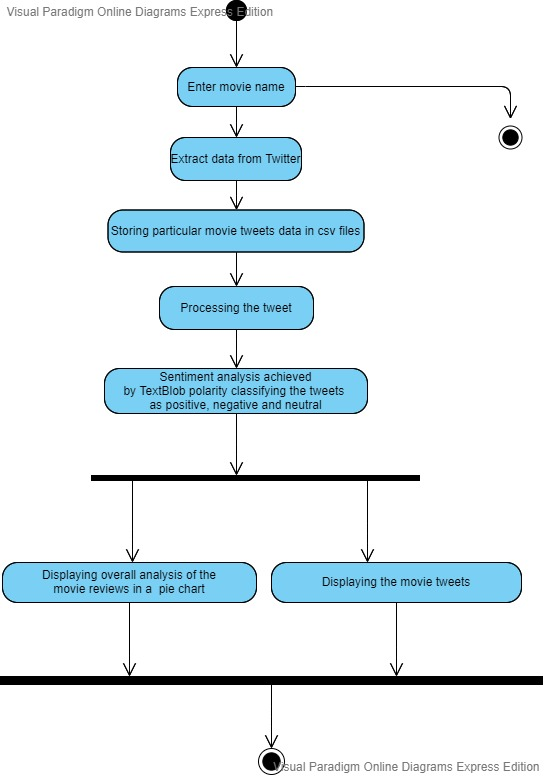 Visual Paradigm Online Diagrams Express Edition
Enter movie name
Extract data from Twitter
Storing particular movie tweets data in csv files
Processing the tweet
Sentiment analysis achieved
by TextBlob polarity classifying the tweets
as positive, negative and neutral
Displaying overall analysis of the
movie reviews in a pie chart
Displaying the movie tweets
Visual Paradigm Online Diagrams Express Edition